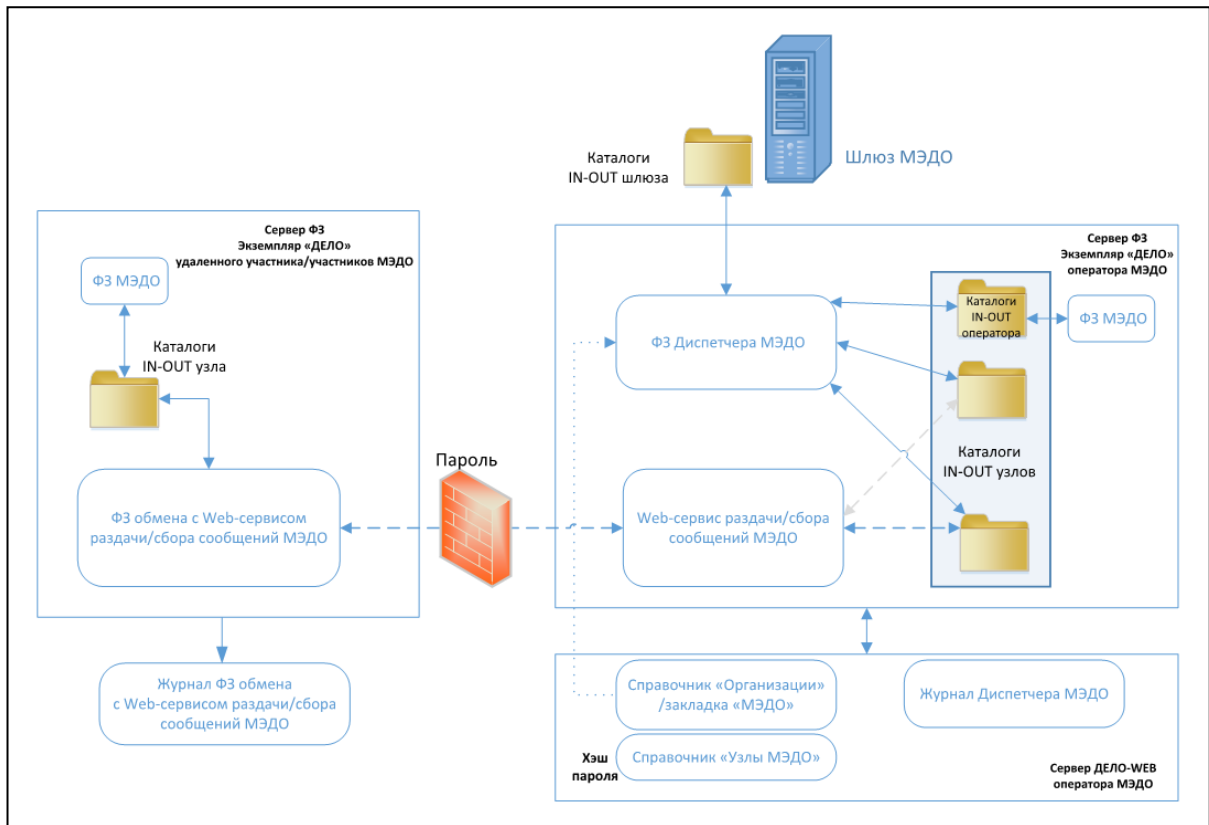 Каталоги
IN-OUT шлюза
Шлюз МЭДО
Сервер ФЗ
Экземпляр «ДЕЛО»
удаленного участника/участников МЭДО
ФЗ МЭДО
Каталоги
IN-OUT узла
ФЗ обмена с Web-сервисом
раздачи/сбора сообщений МЭДО
Журнал ФЗ обмена
с Web-сервисом раздачи/сбора
сообщений МЭДО
Пароль
Сервер ФЗ
Экземпляр «ДЕЛО»
оператора МЭДО
ФЗ Диспетчера МЭДО
Каталоги
IN-OUT
оператора
ФЗ МЭДО
Каталоги
IN-OUT узлов
Web-сервис раздачи/сбора
сообщений МЭДО
Справочник «Организации»
/закладка «МЭДО»
Журнал Диспетчера МЭДО
Хэш
пароля
Справочник «Узлы МЭДО»
Сервер ДЕЛО-WEB
оператора МЭДО